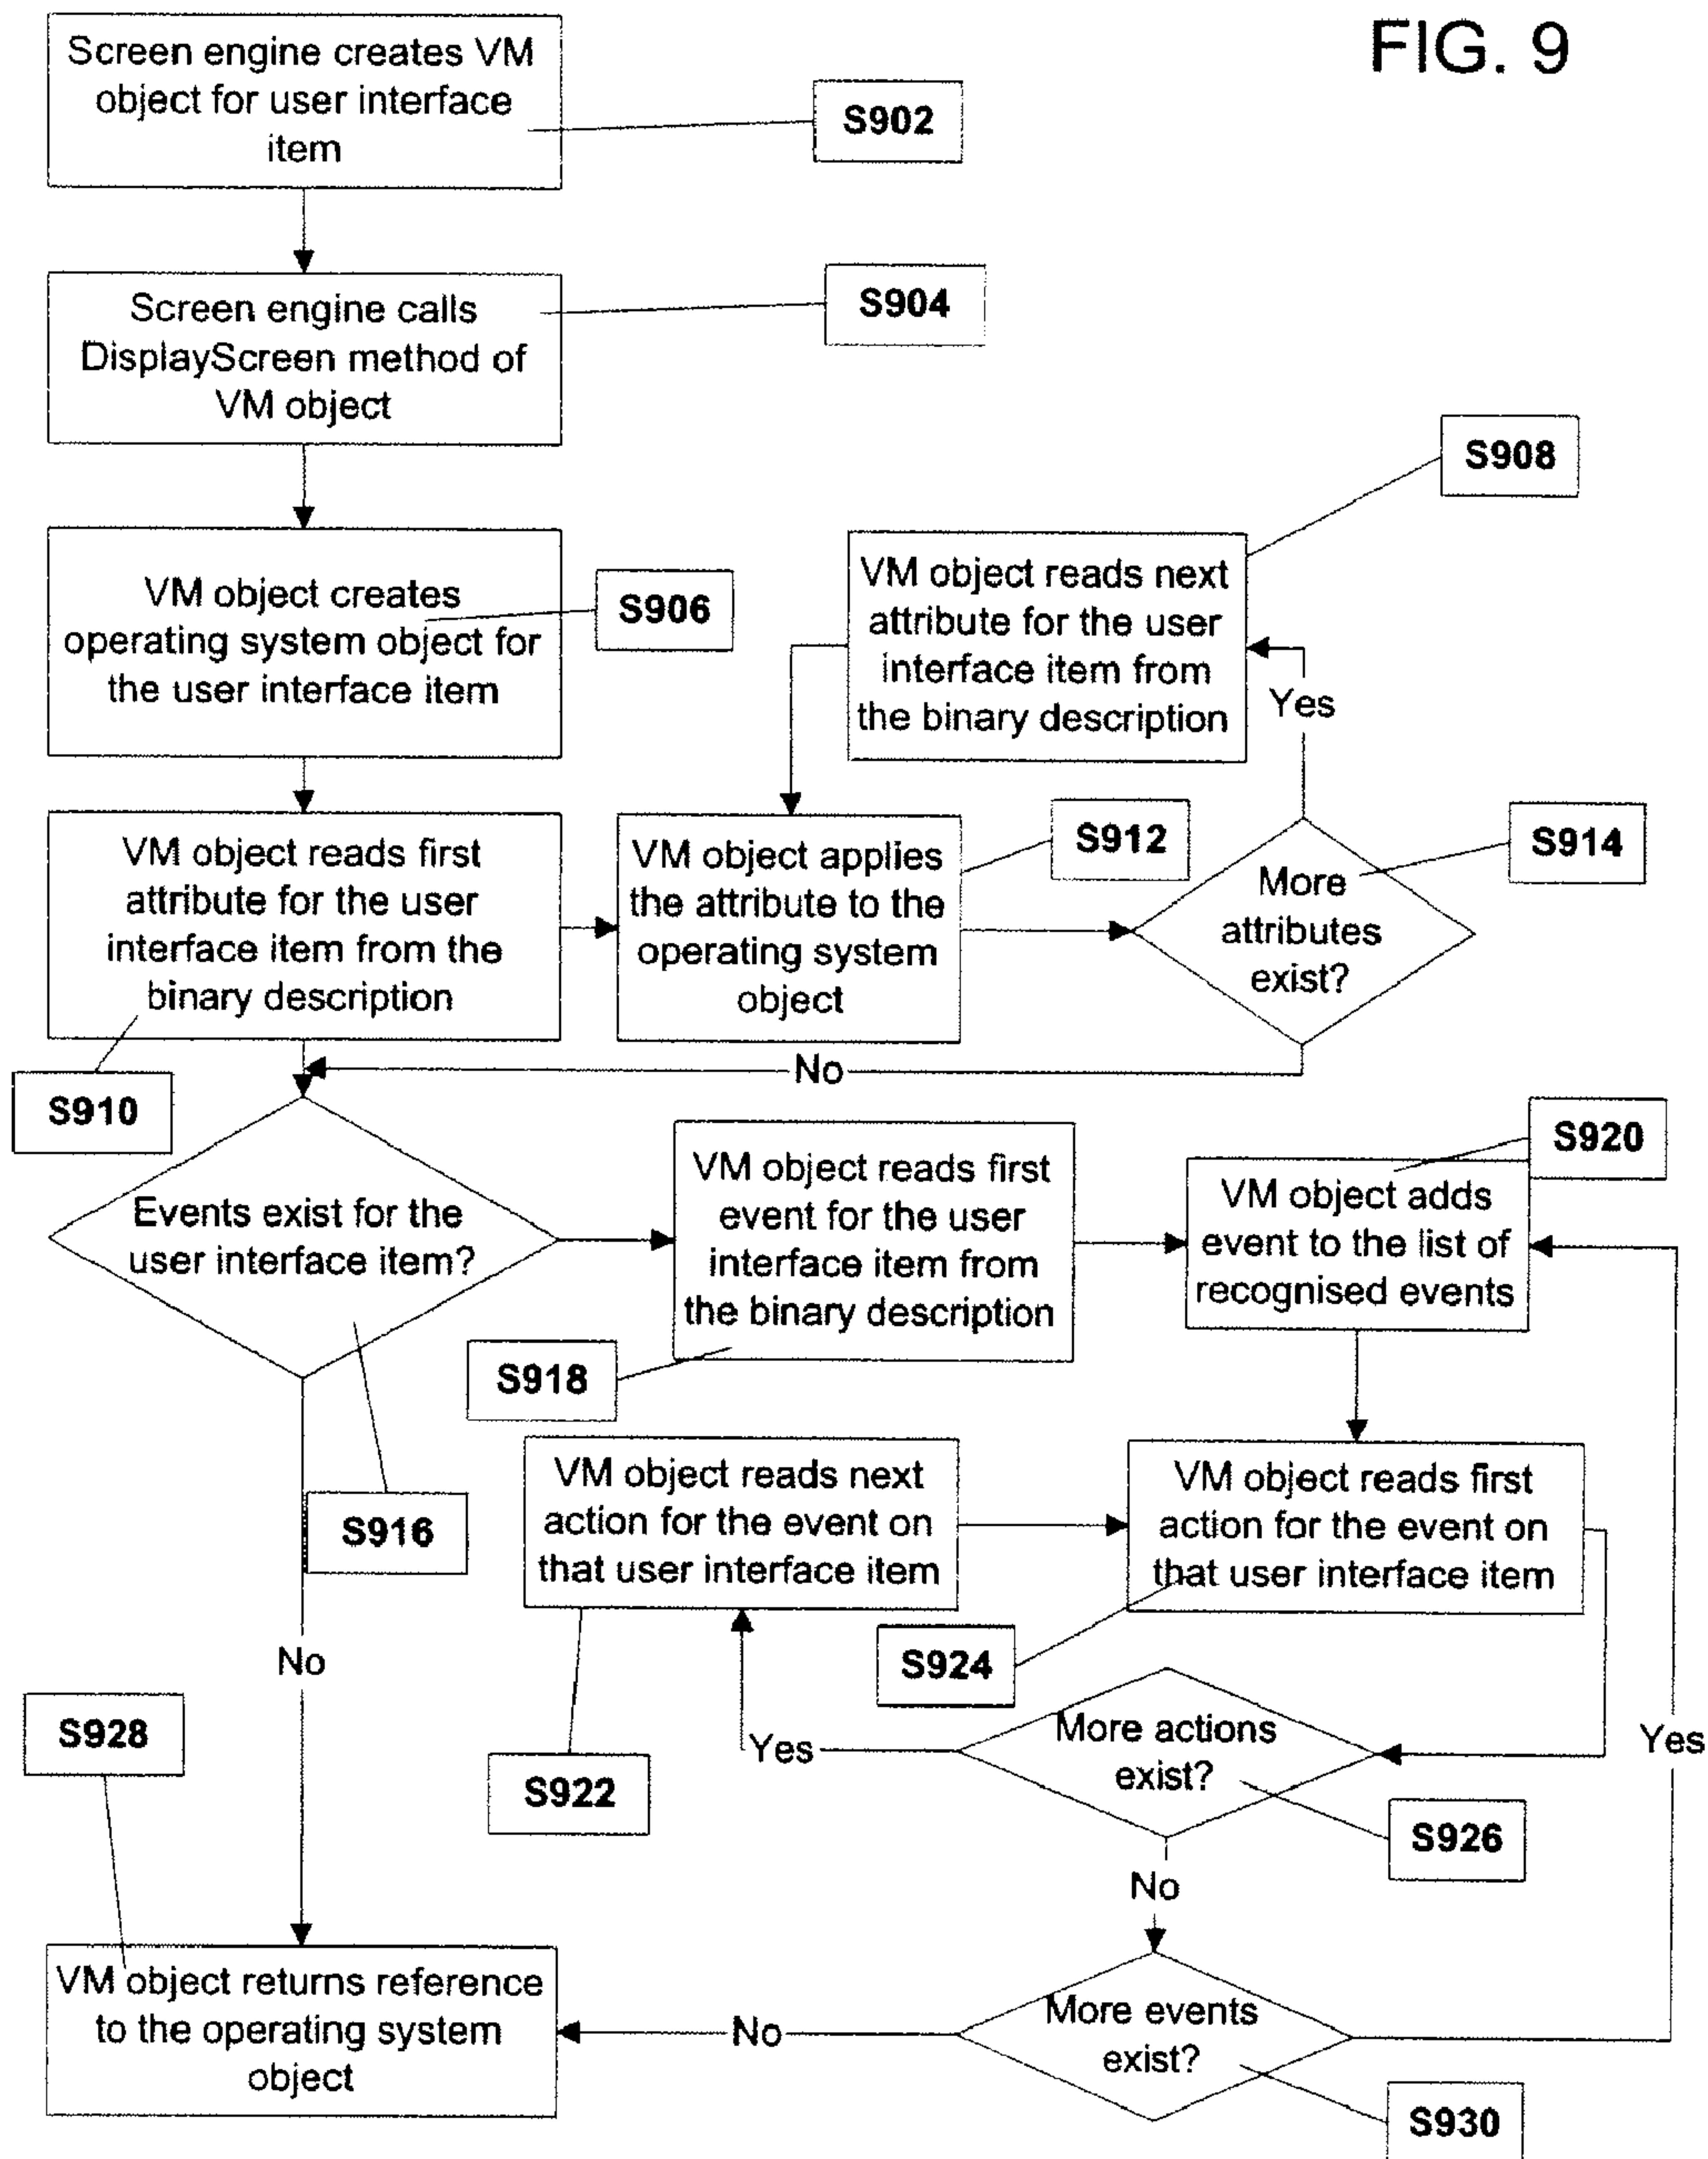 FIG. 9
Screen engine creates VM
object for user interface
item
S902
Screen engine calls
DisplayScreen method of
VM object
S904
VM object creates
operating system object for
the user interface item
S906
VM object reads next
attribute for the user
interface item from
the binary description
S908
Yes
VM object reads first
attribute for the user
interface item from the
binary description
S910
VM object applies
the attribute to the
operating system
object
S912
More
attributes
exist?
S914
No
Events exist for the
user interface item?
S916
VM object reads first
event for the user
interface item from
the binary description
S918
VM object adds
event to the list of
recognised events
S920
VM object reads next
action for the event on
that user interface item
S922
VM object reads first
action for the event on
that user interface item
S924
No
More actions
exist?
S926
Yes
Yes
No
S928
VM object returns reference
to the operating system
object
No
More events
exist?
S930